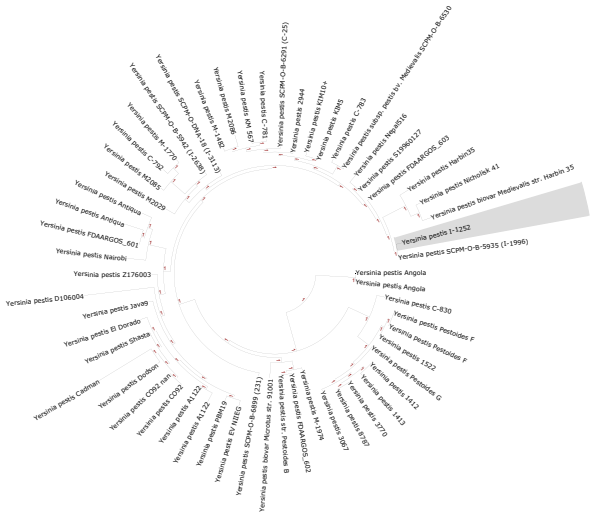 Yersinia pestis SCPM-O-B-6291 (C-25)
Yersinia pestis 2944
Yersinia pestis KIM10+
Yersinia pestis KIM5
Yersinia pestis C-783
Yersinia pestis subsp. pestis bv. Medievalis SCPM-O-B-6530
Yersinia pestis Nepal516
Yersinia pestis S19960127
Yersinia pestis FDAARGOS_603
Yersinia pestis Harbin35
Yersinia pestis Nicholisk 41
Yersinia pestis biovar Medievalis str. Harbin 35
Yersinia pestis I-1252
Yersinia pestis SCPM-O-B-5935 (I-1996)
Yersinia pestis Angola
Yersinia pestis Angola
Yersinia pestis C-830
Yersinia pestis Pestoides F
Yersinia pestis Pestoides F
Yersinia pestis 1522
Yersinia pestis Pestoides G
Yersinia pestis 1412
Yersinia pestis 1413
Yersinia pestis 3770
Yersinia pestis 8787
Yersinia pestis 3067
Yersinia pestis M-1974
Yersinia pestis FDAARGOS_602
Yersinia pestis str. Pestoides B
Yersinia pestis biovar Microtus str. 91001
Yersinia pestis SCPM-O-B-6899 (231)
Yersinia pestis EV NIIEG
Yersinia pestis PBM19
Yersinia pestis A1122
Yersinia pestis A1122
Yersinia pestis CO92
Yersinia pestis CO92 nan
Yersinia pestis Dodson
Yersinia pestis Cadman
Yersinia pestis Shasta
Yersinia pestis El Dorado
Yersinia pestis Java9
Yersinia pestis D106004
Yersinia pestis Z176003
Yersinia pestis Nairobi
Yersinia pestis FDAARGOS_601
Yersinia pestis Antiqua
Yersinia pestis Antiqua
Yersinia pestis M2029
Yersinia pestis M2085
Yersinia pestis C-792
Yersinia pestis M-1770
Yersinia pestis SCPM-O-B-5942 (I-2638)
Yersinia pestis SCPM-O-DNA-18 (I-3113)
Yersinia pestis M-1482
Yersinia pestis M2086
Yersinia pestis KM 567
Yersinia pestis C-781